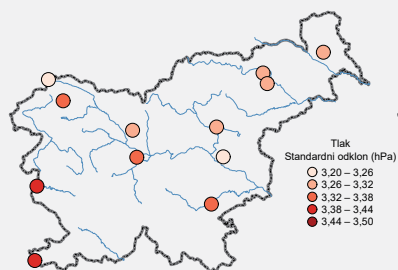 Tlak
Standardni odklon (hPa)
3,20 – 3,26
3,26 – 3,32
3,32 – 3,38
3,38 – 3,44
3,44 – 3,50